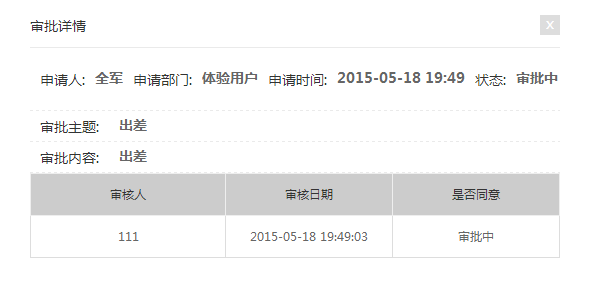 审批详情 X
申请人: 全军 申请部门: 体验用户 申请时间: 2015-05-18 19:49 状态: 审批中
审批主题: 出差
审批内容: 出差
审核人 审核日期 是否同意
111 2015-05-18 19:49:03 审批中